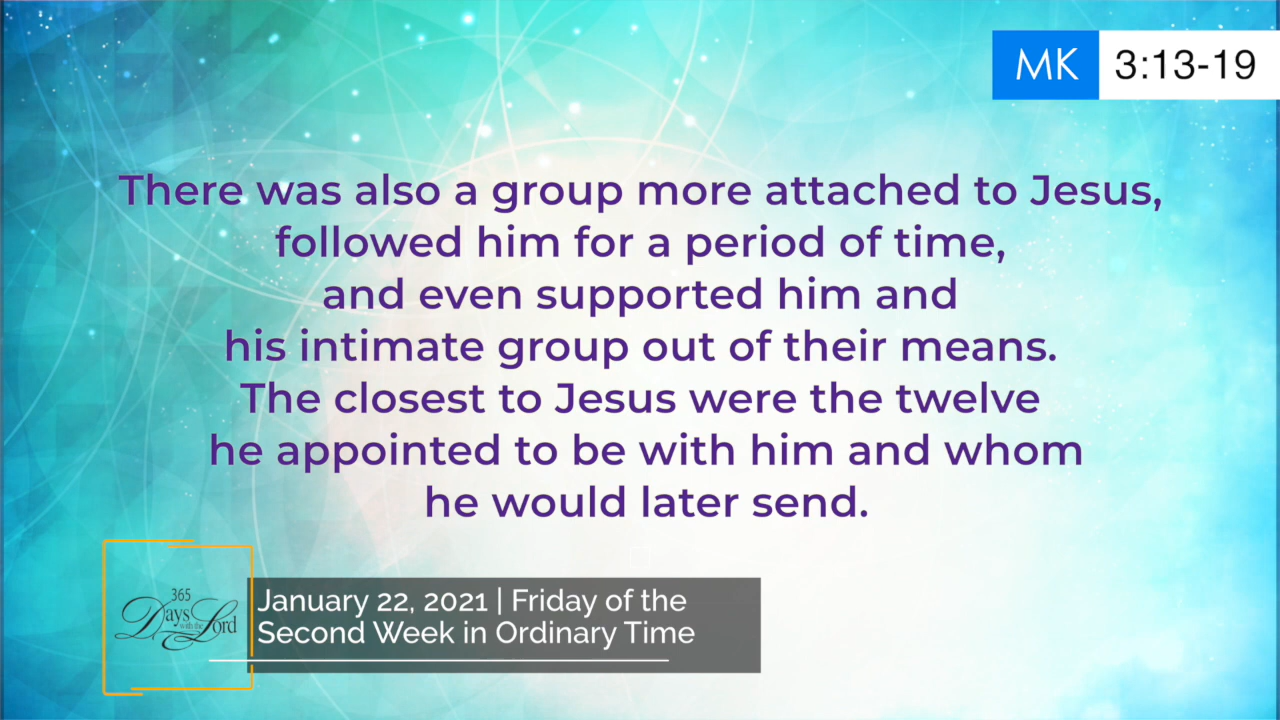 MK 3:13-19
There was also a group more attached to Jesus,
followed him for a period of time,
and even supported him and
his intimate group out of their means.
The closest to Jesus were the twelve
he appointed to be with him and whom
he would later send.
365
Days with the Lord
January 22, 2021 | Friday of the
Second Week in Ordinary Time